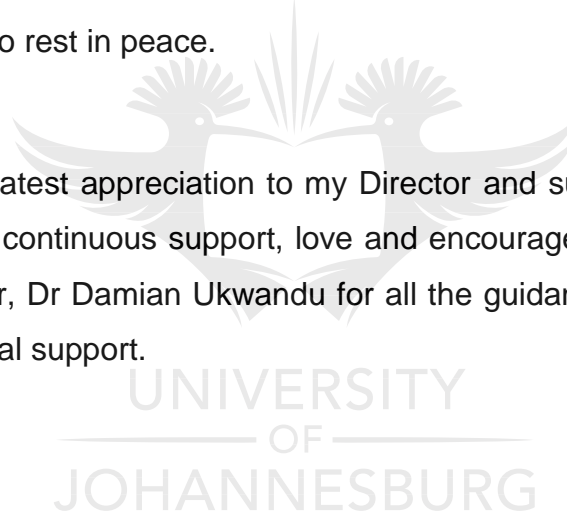 o rest in peace.
atest appreciation to my Director and su
continuous support, love and encourage
r, Dr Damian Ukwandu for all the guidan
al support.
UNIVERSITY
OF
JOHANNESBURG